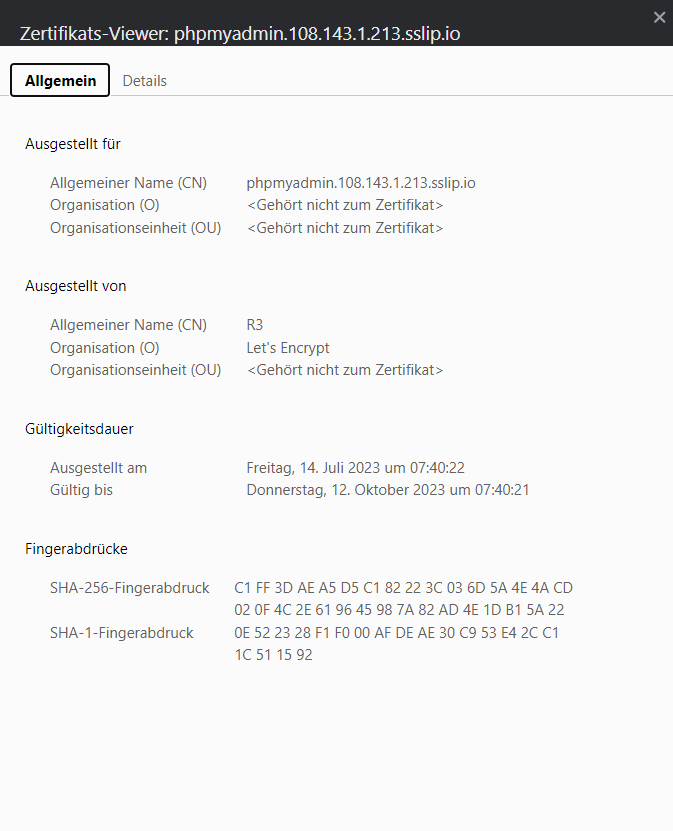 Zertifikats-Viewer: phpmyadmin.108.143.1.213.sslip.io
Allgemein Details
Ausgestellt für
Allgemeiner Name (CN) phpmyadmin.108.143.1.213.sslip.io
Organisation (O) <Gehört nicht zum Zertifikat>
Organisationseinheit (OU) <Gehört nicht zum Zertifikat>
Ausgestellt von
Allgemeiner Name (CN) R3
Organisation (O) Let's Encrypt
Organisationseinheit (OU) <Gehört nicht zum Zertifikat>
Gültigkeitsdauer
Ausgestellt am Freitag, 14. Juli 2023 um 07:40:22
Gültig bis Donnerstag, 12. Oktober 2023 um 07:40:21
Fingerabdrücke
SHA-256-Fingerabdruck C1 FF 3D AE A5 D5 C1 82 22 3C 03 6D 5A 4E 4A CD
02 0F 4C 2E 61 96 45 98 7A 82 AD 4E 1D B1 5A 22
SHA-1-Fingerabdruck 0E 52 23 28 F1 F0 00 AF DE AE 30 C9 53 E4 2C C1
1C 51 15 92